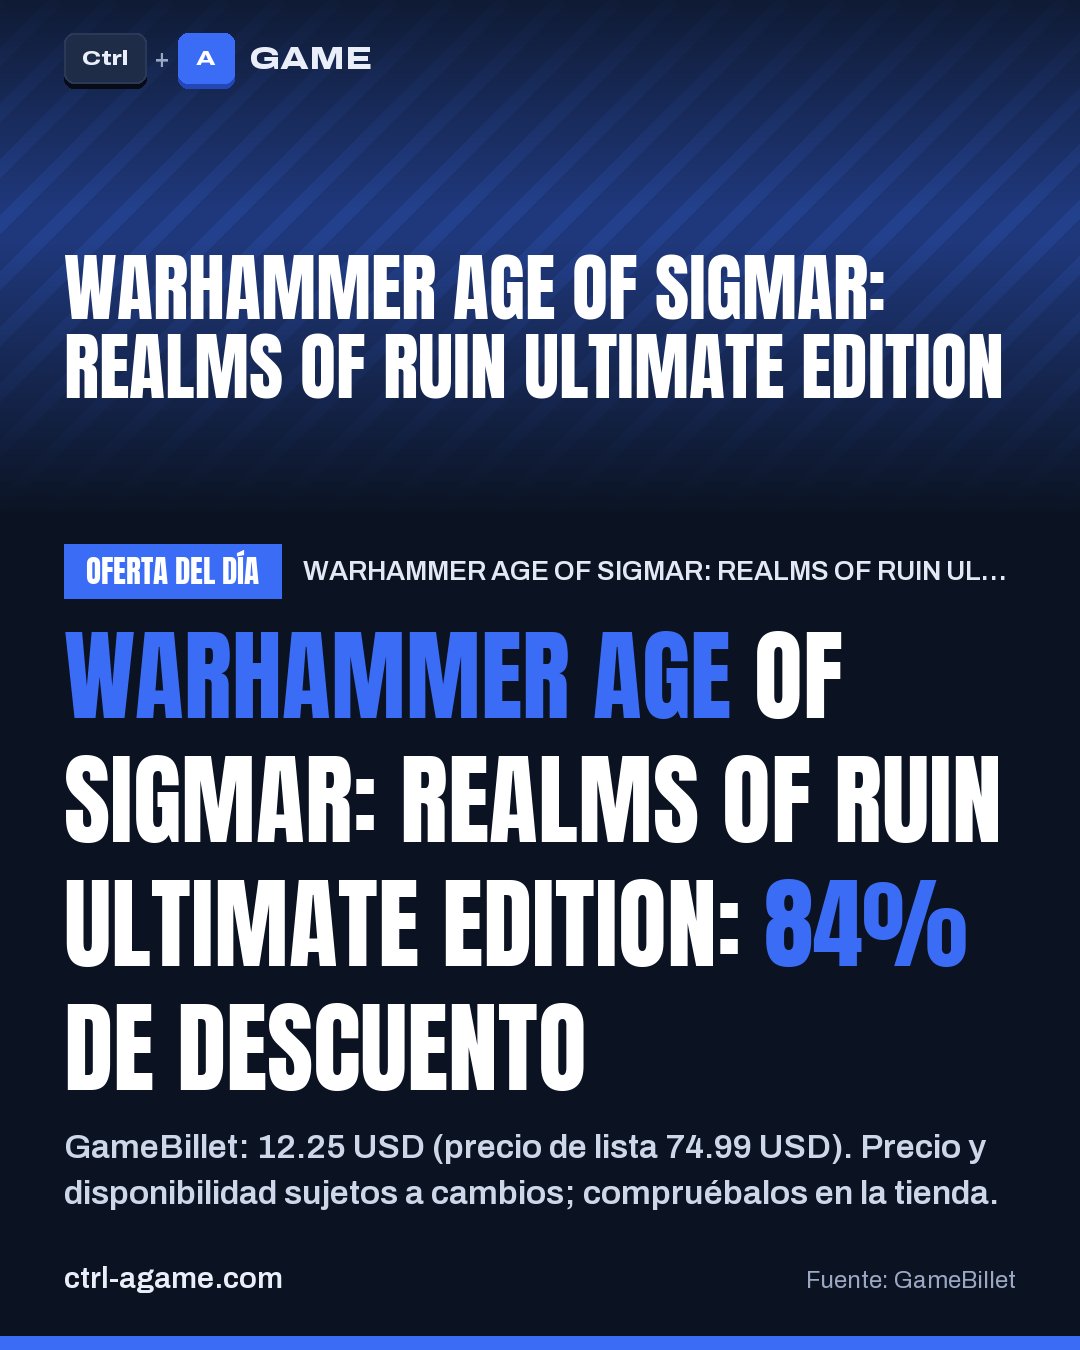 Ctrl + A GAME
WARHAMMER AGE OF SIGMAR:
REALMS OF RUIN ULTIMATE EDITION
OFERTA DEL DÍA WARHAMMER AGE OF SIGMAR: REALMS OF RUIN UL...
WARHAMMER AGE OF
SIGMAR: REALMS OF RUIN
ULTIMATE EDITION: 84%
DE DESCUENTO
GameBillet: 12.25 USD (precio de lista 74.99 USD). Precio y
disponibilidad sujetos a cambios; compruébalos en la tienda.
ctrl-agame.com Fuente: GameBillet